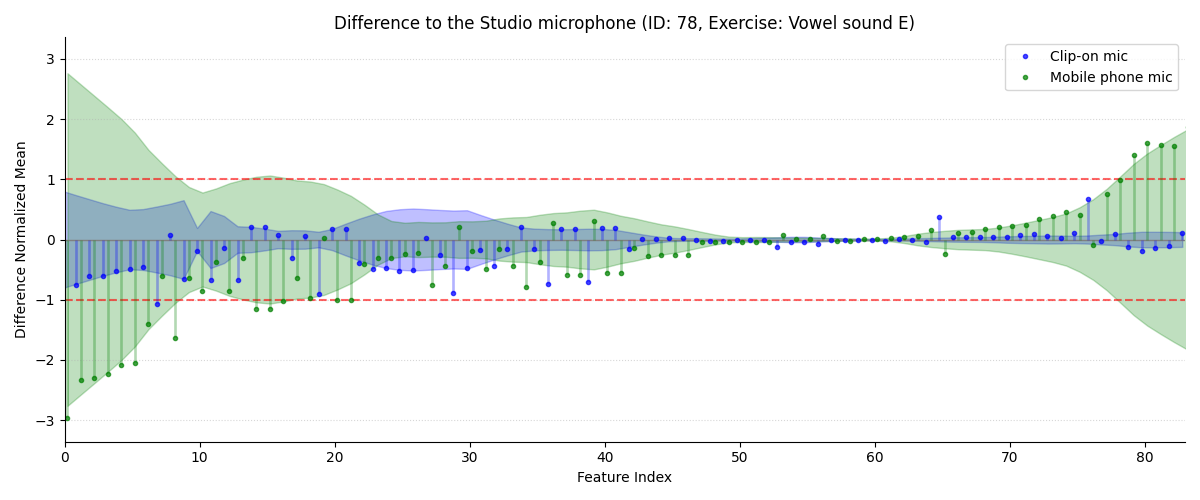 Difference to the Studio microphone (ID: 78, Exercise: Vowel sound E)
Clip-on mic
Mobile phone mic
Difference Normalized Mean
3
2
1
0
−1
−2
−3
0 10 20 30 40 50 60 70 80
Feature Index